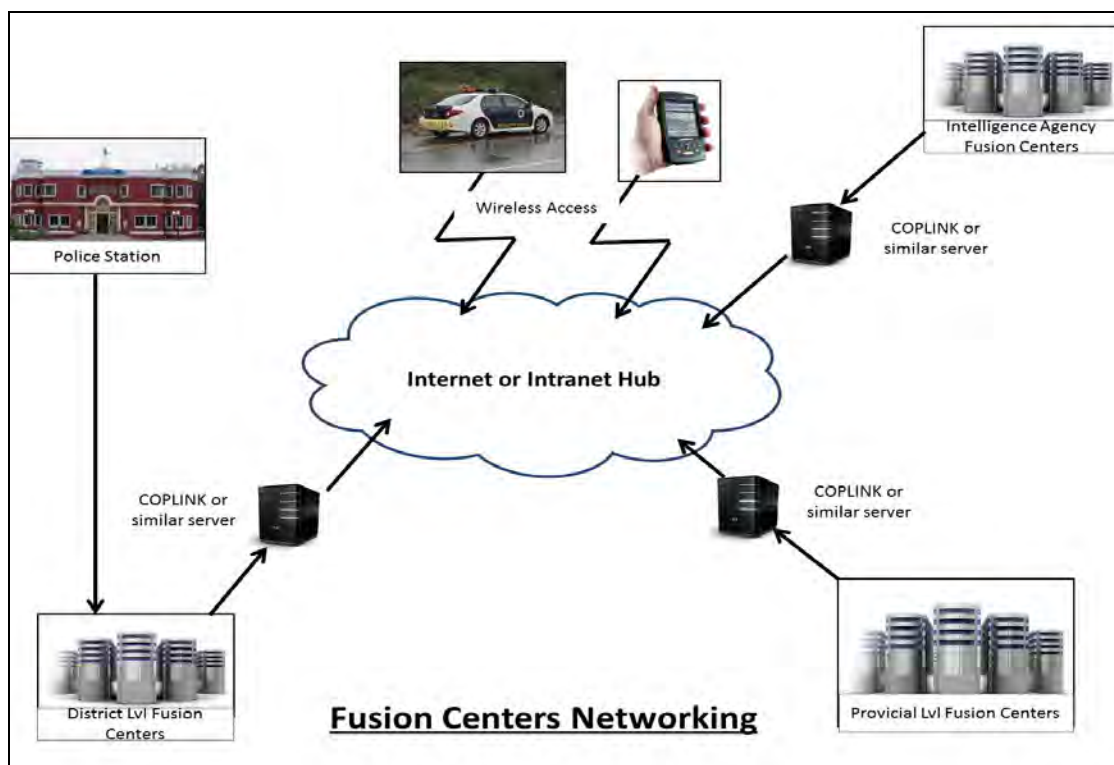 Intelligence Agency
Fusion Centers
Wireless Access
COPLINK or
similar server
Police Station
Internet or Intranet Hub
COPLINK or
similar server
COPLINK or
similar server
District Lvl Fusion
Centers
Provicial Lvl Fusion Centers
Fusion Centers Networking